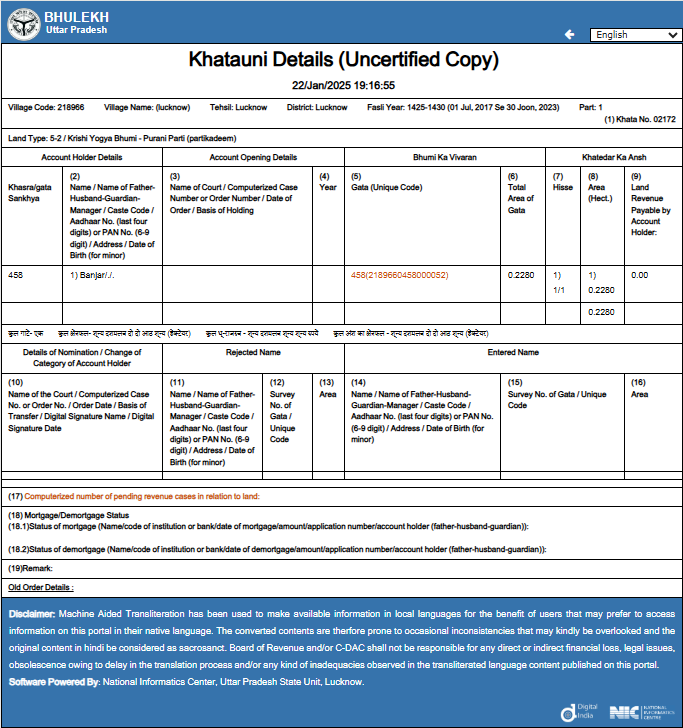 BHULEKH
Uttar Pradesh
English
Khatauni Details (Uncertified Copy)
22/Jan/2025 19:16:55
Village Code: 218966 Village Name: (lucknow) Tehsil: Lucknow District: Lucknow Fasli Year: 1425-1430 (01 Jul, 2017 Se 30 Joon, 2023) Part: 1
(1) Khata No. 02172
Land Type: 5-2 / Krishi Yogya Bhumi - Purani Parti (partikadeem)
Account Holder Details Account Opening Details Bhumi Ka Vivaran Khatedar Ka Ansh
Khasra/gata Sankhya
(2)
Name / Name of Father-
Husband-Guardian-
Manager / Caste Code /
Aadhaar No. (last four
digits) or PAN No. (6-9
digit) / Address / Date of
Birth (for minor)
(3)
Name of Court / Computerized Case
Number or Order Number / Date of
Order / Basis of Holding
(4)
Year
(5)
Gata (Unique Code)
(6)
Total
Area of
Gata
(7)
Hisse
(8)
Area
(Hect.)
(9)
Land
Revenue
Payable by
Account
Holder:
458 1) Banjar/./. 458(2189660458000052) 0.2280 1) 1) 0.00
1/1 0.2280
0.2280
कुल गाटे- एक कुल क्षेत्रफल- शून्य दशमलव दो दो आठ शून्य (हैक्टेयर) कुल भू-राजस्व - शून्य दशमलव शून्य शून्य रुपये कुल अंश का क्षेत्रफल - शून्य दशमलव दो दो आठ शून्य (हैक्टेयर)
Details of Nomination / Change of
Category of Account Holder
Rejected Name
Entered Name
(10)
Name of the Court / Computerized Case
No. or Order No. / Order Date / Basis of
Transfer / Digital Signature Name / Digital
Signature Date
(11)
Name / Name of Father-
Husband-Guardian-
Manager / Caste Code /
Aadhaar No. (last four
digits) or PAN No. (6-9
digit) / Address / Date of
Birth (for minor)
(12)
Survey
No. of
Gata /
Unique
Code
(13)
Area
(14)
Name / Name of Father-Husband-
Guardian-Manager / Caste Code /
Aadhaar No. (last four digits) or PAN No.
(6-9 digit) / Address / Date of Birth (for
minor)
(15)
Survey No. of Gata / Unique
Code
(16)
Area
(17) Computerized number of pending revenue cases in relation to land:
(18) Mortgage/Demortgage Status
(18.1)Status of mortgage (Name/code of institution or bank/date of mortgage/amount/application number/account holder (father-husband-guardian)):
(18.2)Status of demortgage (Name/code of institution or bank/date of demortgage/amount/application number/account holder (father-husband-guardian)):
(19)Remark:
Old Order Details :
Disclaimer: Machine Aided Transliteration has been used to make available information in local languages for the benefit of users that may prefer to access
information on this portal in their native language. The converted contents are therfore prone to occasional inconsistencies that may kindly be overlooked and the
original content in hindi be considered as sacrosanct. Board of Revenue and/or C-DAC shall not be responsible for any direct or indirect financial loss, legal issues,
obsolescence owing to delay in the translation process and/or any kind of inadequacies observed in the transliterated language content published on this portal.
Software Powered By: National Informatics Center, Uttar Pradesh State Unit, Lucknow.
Digital
India
NIC
NATIONAL
INFORMATICS
CENTRE